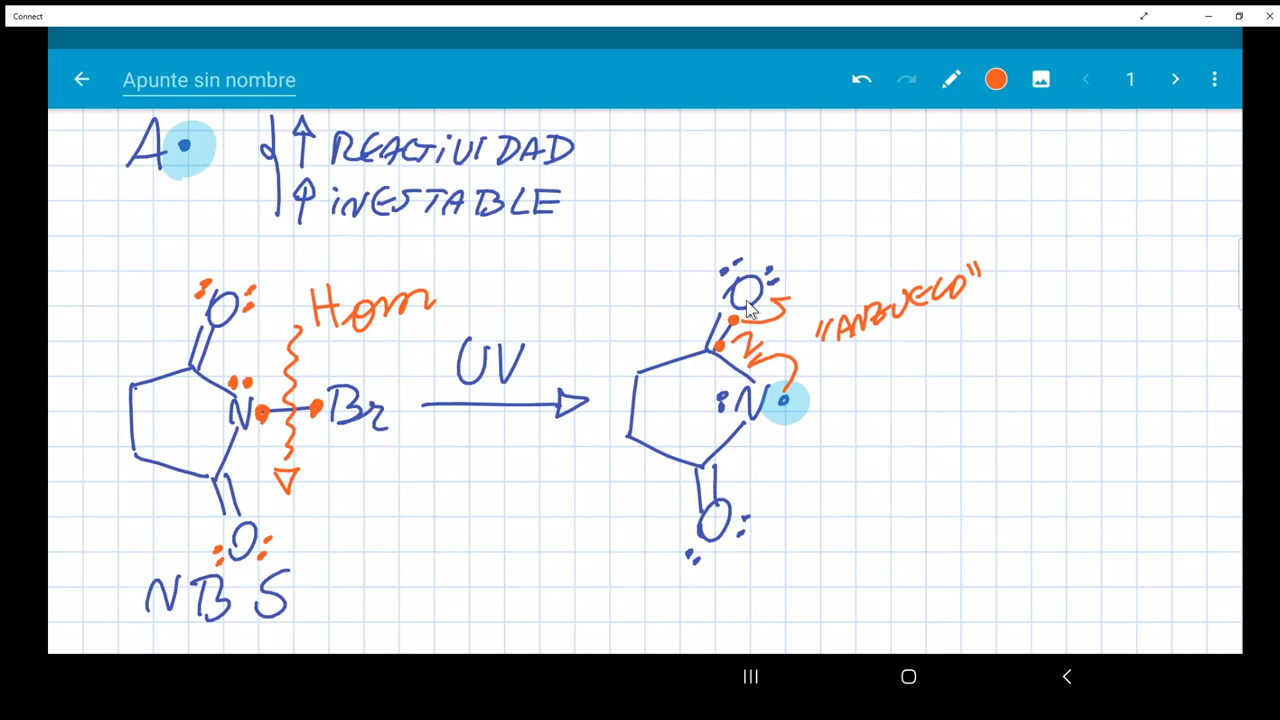 Connect
Apunte sin nombre
1
A• ↑ REACTIVIDAD
↑ INESTABLE
O
Hom
N
Br
O
NBS
UV
O
"ANZUELO"
N
O